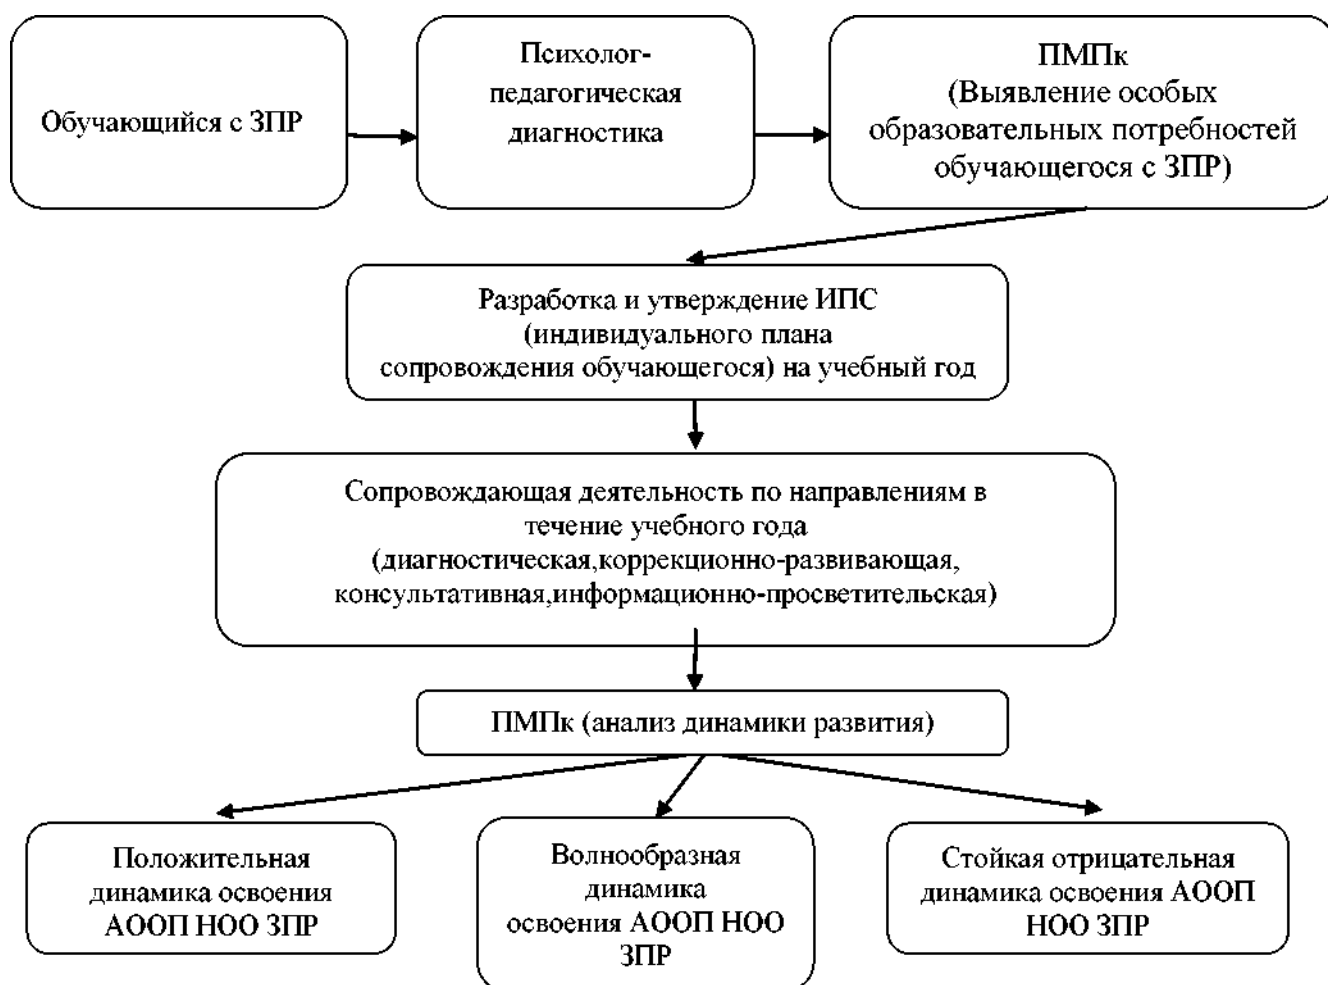 Обучающийся с ЗПР
Психолог-
педагогическая
диагностика
ПМПк
(Выявление особых
образовательных потребностей
обучающегося с ЗПР)
Разработка и утверждение ИПС
(индивидуального плана
сопровождения обучающегося) на учебный год
Сопровождающая деятельность по направлениям в
течение учебного года
(диагностическая,коррекционно-развивающая,
консультативная,информационно-просветительская)
ПМПк (анализ динамики развития)
Положительная
динамика освоения
АООП НОО ЗПР
Волнообразная
динамика
освоения АООП НОО
ЗПР
Стойкая отрицательная
динамика освоения АООП
НОО ЗПР